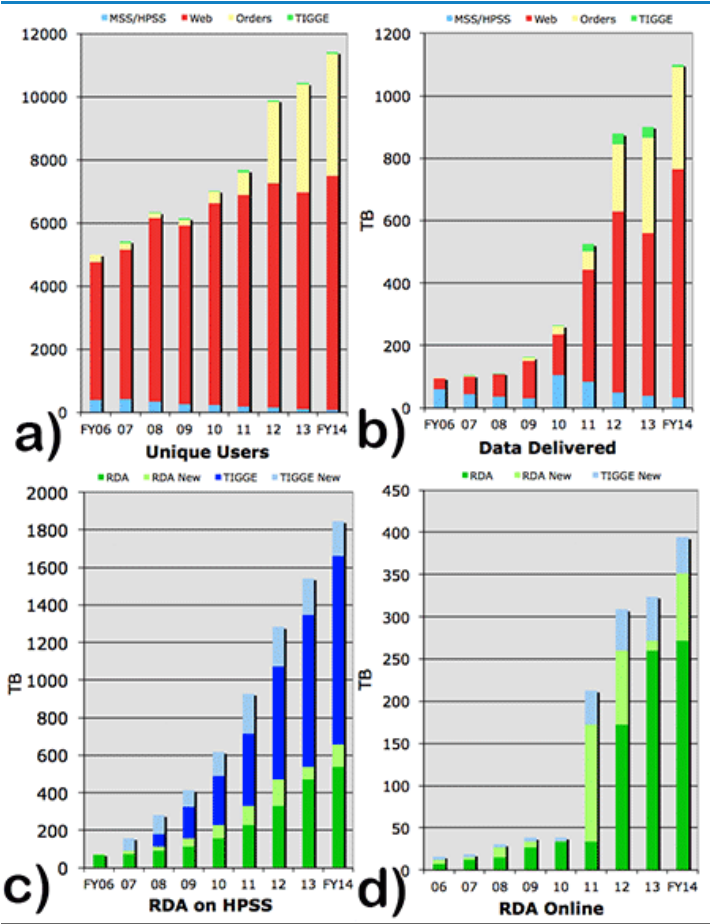 MSS/HPSS Web Orders TIGGE
12000
10000
8000
6000
4000
2000
0
FY06 07 08 09 10 11 12 13 FY14
a) Unique Users
MSS/HPSS Web Orders TIGGE
1200
1000
800
600
400
200
0
TB
FY06 07 08 09 10 11 12 13 FY14
b) Data Delivered
RDA RDA New TIGGE TIGGE New
2000
1800
1600
1400
1200
1000
800
600
400
200
0
TB
FY06 07 08 09 10 11 12 13 FY14
c) RDA on HPSS
RDA RDA New TIGGE New
450
400
350
300
250
200
150
100
50
0
TB
06 07 08 09 10 11 12 13 FY14
d) RDA Online